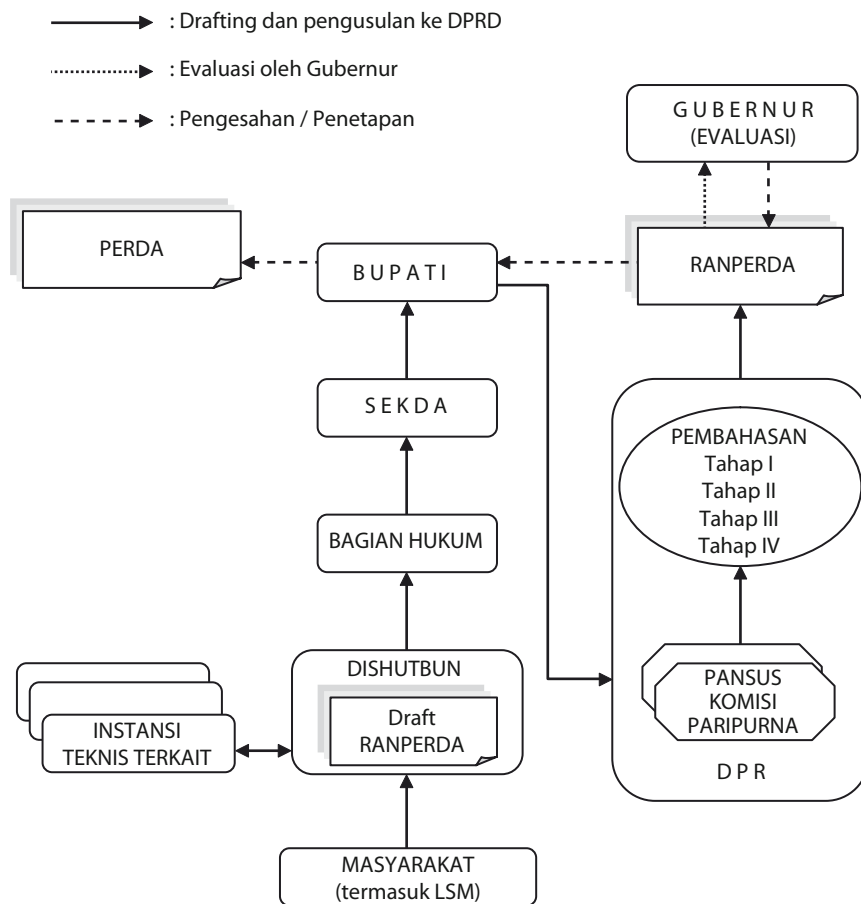 : Drafting dan pengusulan ke DPRD
: Evaluasi oleh Gubernur
: Pengesahan / Penetapan
G U B E R N U R
(EVALUASI)
PERDA
B U P A T I
RANPERDA
S E K D A
PEMBAHASAN
Tahap I
Tahap II
Tahap III
Tahap IV
BAGIAN HUKUM
DISHUTBUN
Draft
RANPERDA
INSTANSI
TEKNIS TERKAIT
PANSUS
KOMISI
PARIPURNA
D P R
MASYARAKAT
(termasuk LSM)